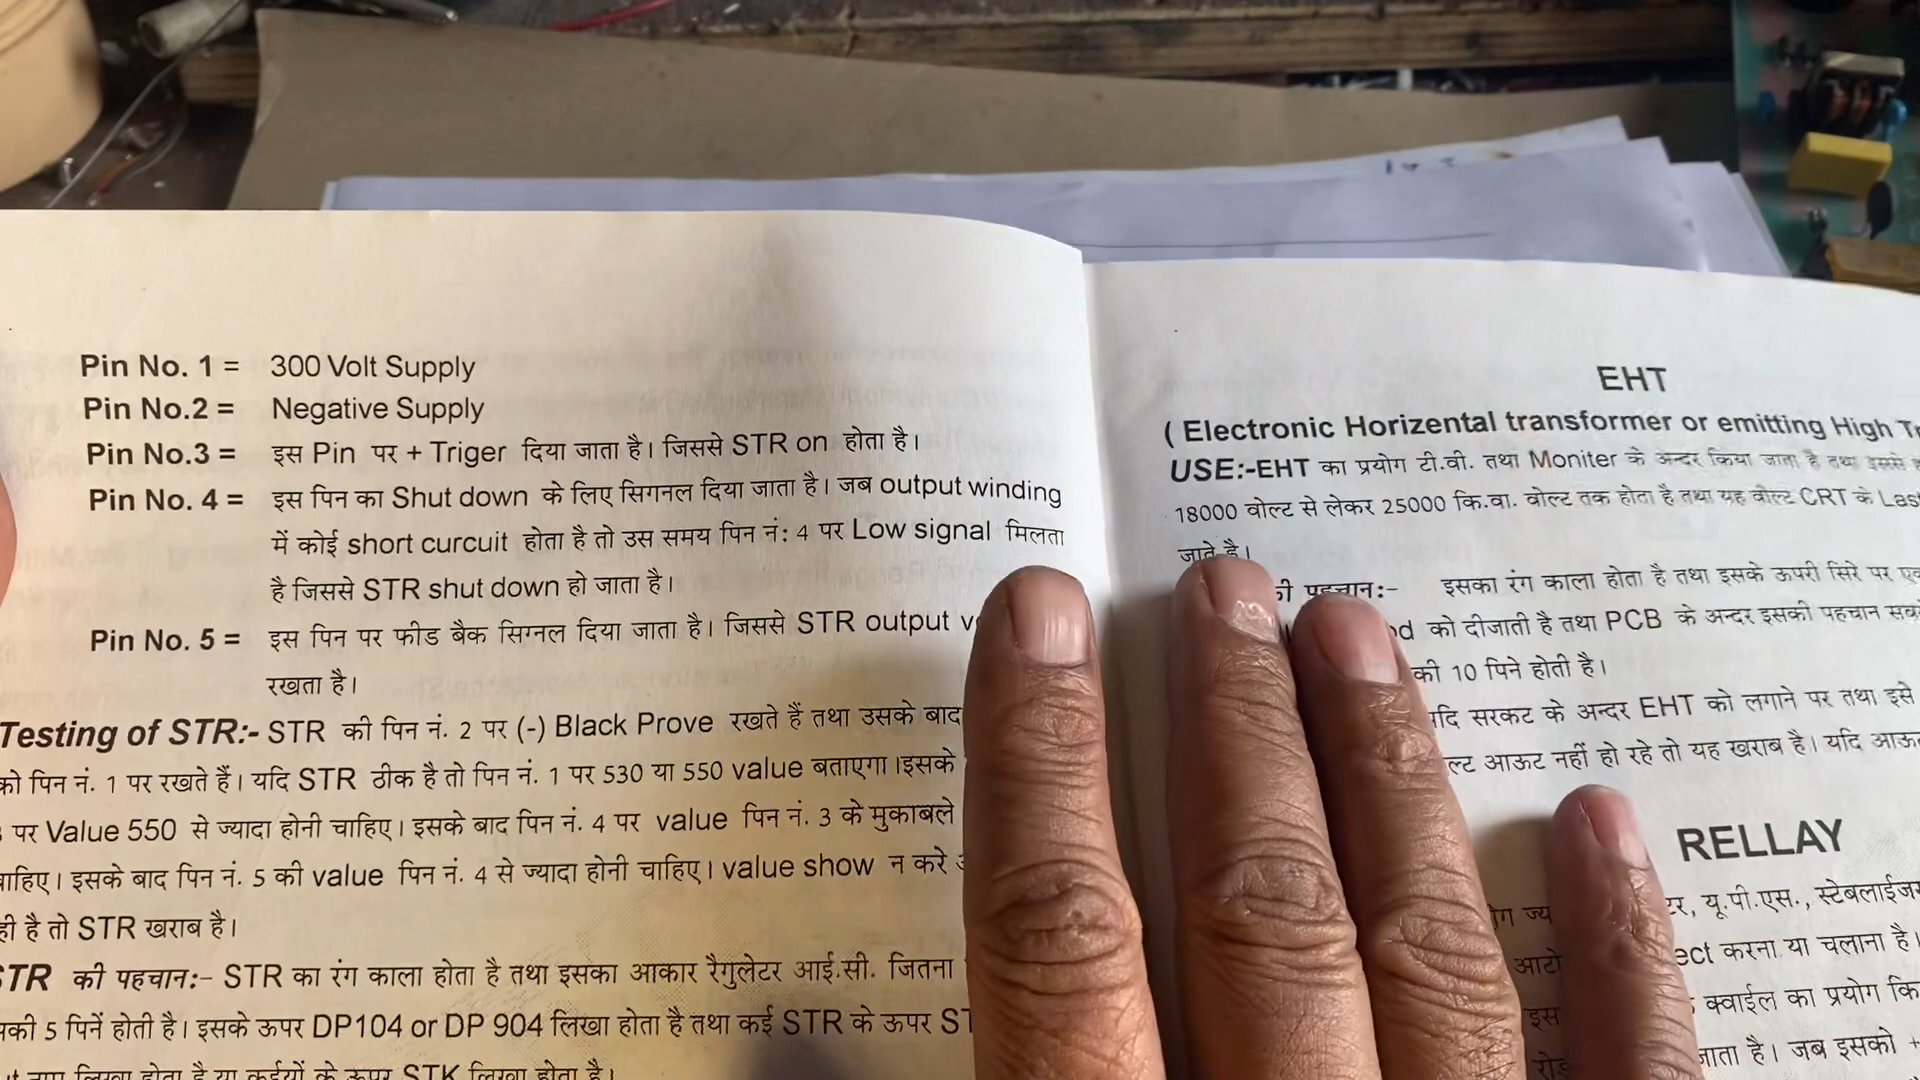 Pin No. 1 = 300 Volt Supply
Pin No.2 = Negative Supply
Pin No.3 = इस Pin पर + Triger दिया जाता है। जिससे STR on होता है।
Pin No. 4 = इस पिन का Shut down के लिए सिगनल दिया जाता है। जब output winding
में कोई short curcuit होता है तो उस समय पिन नं: 4 पर Low signal मिलता
है जिससे STR shut down हो जाता है।
Pin No. 5 = इस पिन पर फीड बैक सिग्नल दिया जाता है। जिससे STR output
रखता है।
Testing of STR:- STR की पिन नं. 2 पर (-) Black Prove रखते हैं तथा उसके बाद
को पिन नं. 1 पर रखते हैं। यदि STR ठीक है तो पिन नं. 1 पर 530 या 550 value बताएगा।इसके
पर Value 550 से ज्यादा होनी चाहिए। इसके बाद पिन नं. 4 पर value पिन नं. 3 के मुकाबले
चाहिए। इसके बाद पिन नं. 5 की value पिन नं. 4 से ज्यादा होनी चाहिए। value show न करे
ही है तो STR खराब है।
STR की पहचान:- STR का रंग काला होता है तथा इसका आकार रैगुलेटर आई.सी. जितना
5 पिनें होती है। इसके ऊपर DP104 or DP 904 लिखा होता है तथा कई STR के ऊपर
लिखा होता है या कईयों के ऊपर STK लिखा होता है।
EHT
( Electronic Horizental transformer or emitting High
USE:-EHT का प्रयोग टी.वी. तथा Moniter के अन्दर किया जाता है तथा इससे
18000 वोल्ट से लेकर 25000 कि.वा. वोल्ट तक होता है तथा यह वोल्ट CRT के Las
जाते है।
की पहचान:- इसका रंग काला होता है तथा इसके ऊपरी सिरे पर
को दीजाती है तथा PCB के अन्दर इसकी पहचान
की 10 पिने होती है।
यदि सरकट के अन्दर EHT को लगाने पर तथा इसे
आऊट नहीं हो रहे तो यह खराब है। यदि
RELLAY
यू.पी.एस., स्टेबलाईजर
करना या चलाना है।
इस क्वाईल का प्रयोग
जाता है। जब इसको +